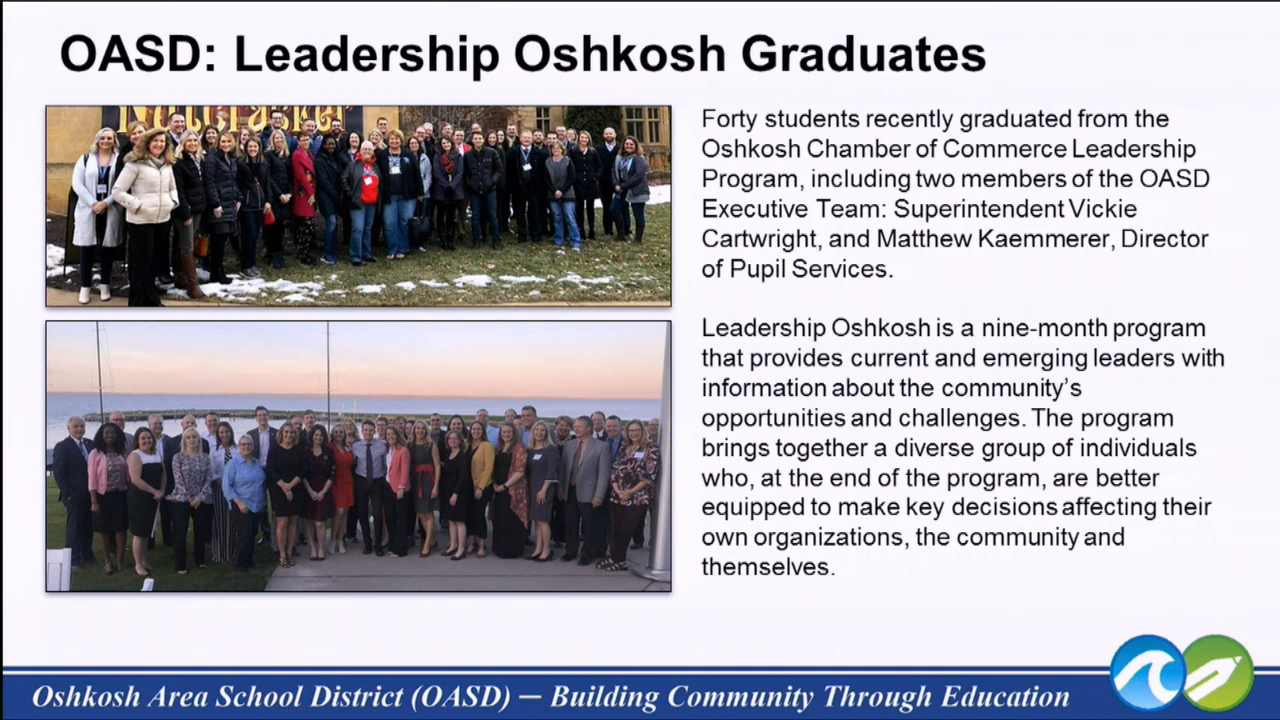 OASD: Leadership Oshkosh Graduates
Nutcracker
Forty students recently graduated from the
Oshkosh Chamber of Commerce Leadership
Program, including two members of the OASD
Executive Team: Superintendent Vickie
Cartwright, and Matthew Kaemmerer, Director
of Pupil Services.
Leadership Oshkosh is a nine-month program
that provides current and emerging leaders with
information about the community’s
opportunities and challenges. The program
brings together a diverse group of individuals
who, at the end of the program, are better
equipped to make key decisions affecting their
own organizations, the community and
themselves.
Oshkosh Area School District (OASD) — Building Community Through Education